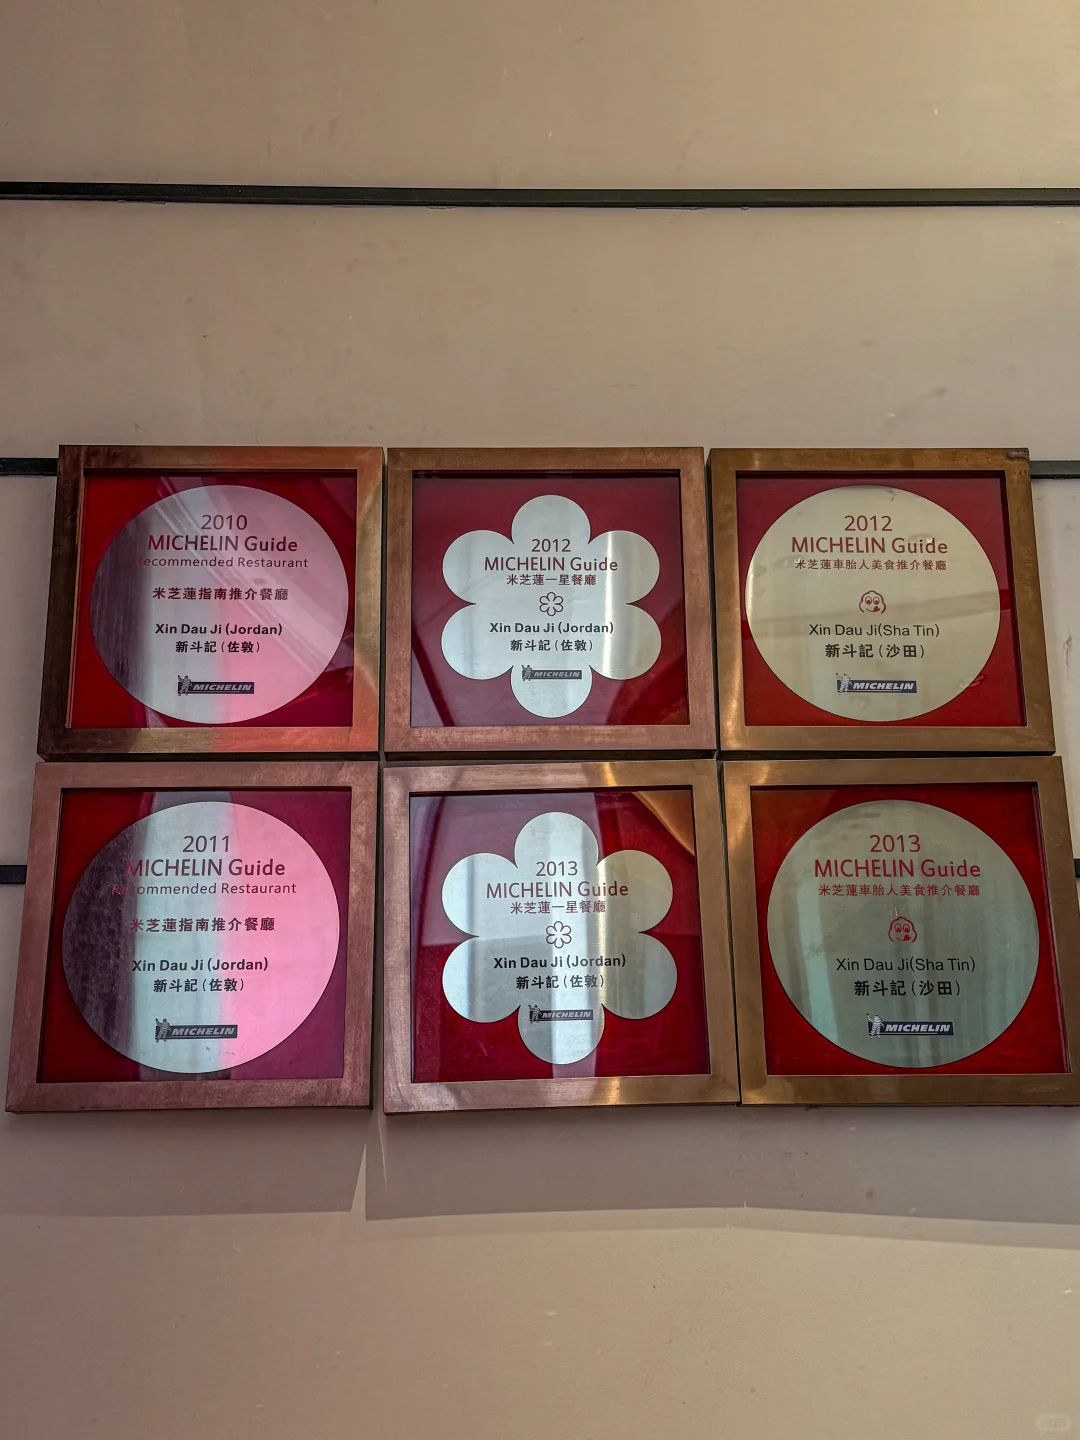 2010
MICHELIN Guide
Recommended Restaurant
米芝蓮指南推介餐廳
Xin Dau Ji (Jordan)
新斗記（佐敦）
MICHELIN
2012
MICHELIN Guide
米芝蓮一星餐廳
Xin Dau Ji (Jordan)
新斗記（佐敦）
MICHELIN
2012
MICHELIN Guide
米芝蓮車胎人美食推介餐廳
Xin Dau Ji(Sha Tin)
新斗記（沙田）
MICHELIN
2011
MICHELIN Guide
Recommended Restaurant
米芝蓮指南推介餐廳
Xin Dau Ji (Jordan)
新斗記（佐敦）
MICHELIN
2013
MICHELIN Guide
米芝蓮一星餐廳
Xin Dau Ji (Jordan)
新斗記（佐敦）
MICHELIN
2013
MICHELIN Guide
米芝蓮車胎人美食推介餐廳
Xin Dau Ji(Sha Tin)
新斗記（沙田）
MICHELIN